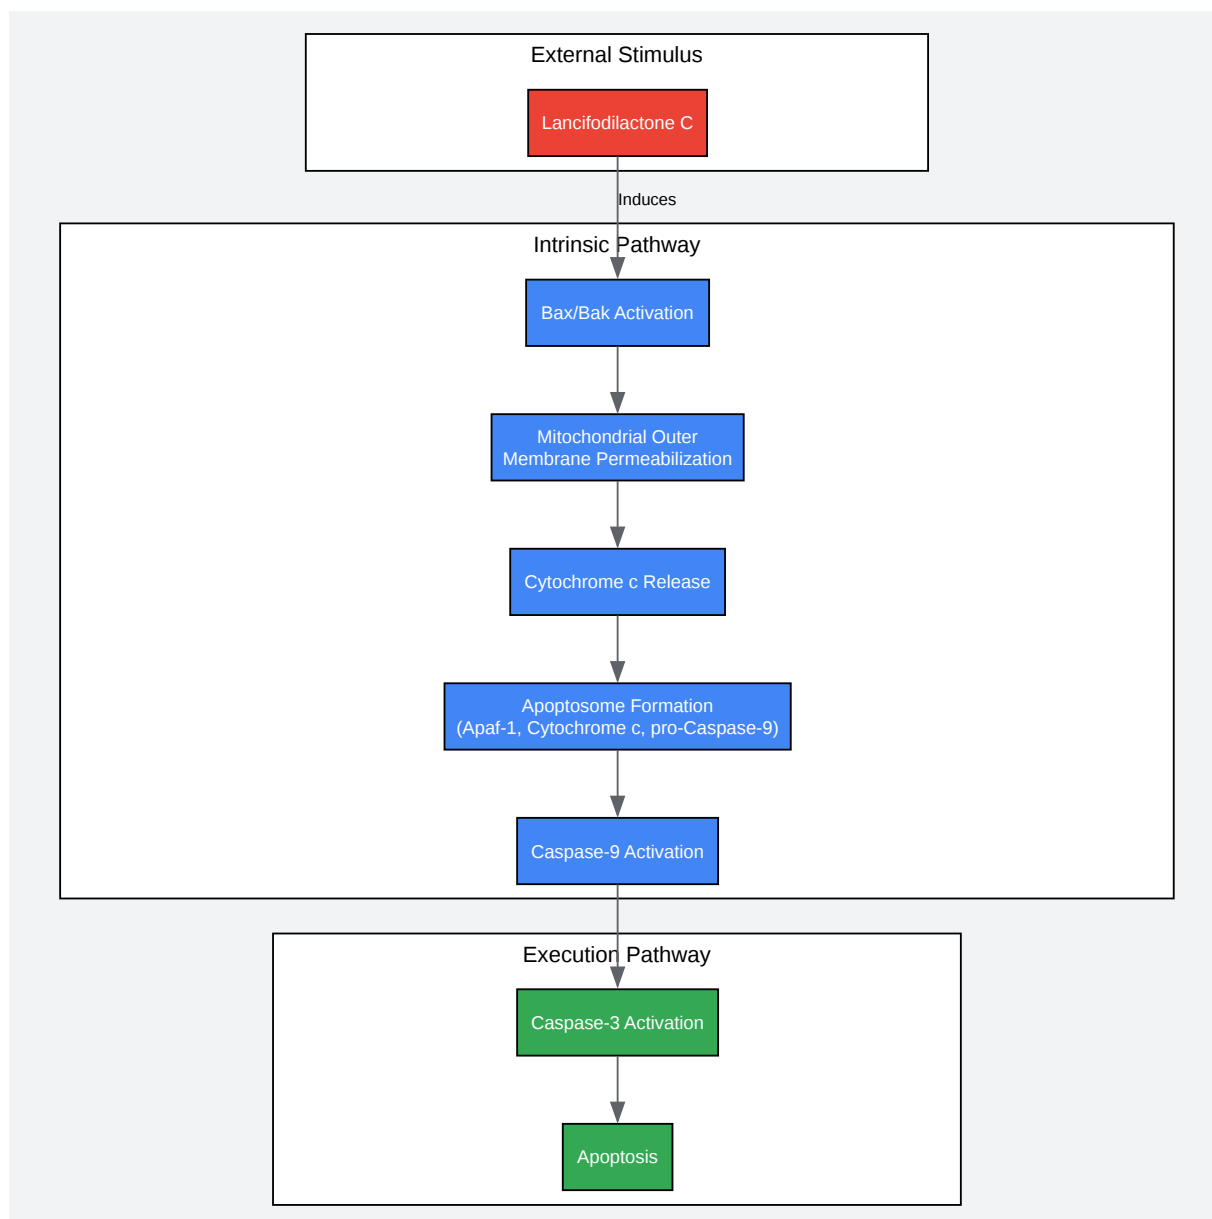 External Stimulus
Lancifodilactone C
Induces
Intrinsic Pathway
Bax/Bak Activation
Mitochondrial Outer
Membrane Permeabilization
Cytochrome c Release
Apoptosome Formation
(Apaf-1, Cytochrome c, pro-Caspase-9)
Caspase-9 Activation
Execution Pathway
Caspase-3 Activation
Apoptosis